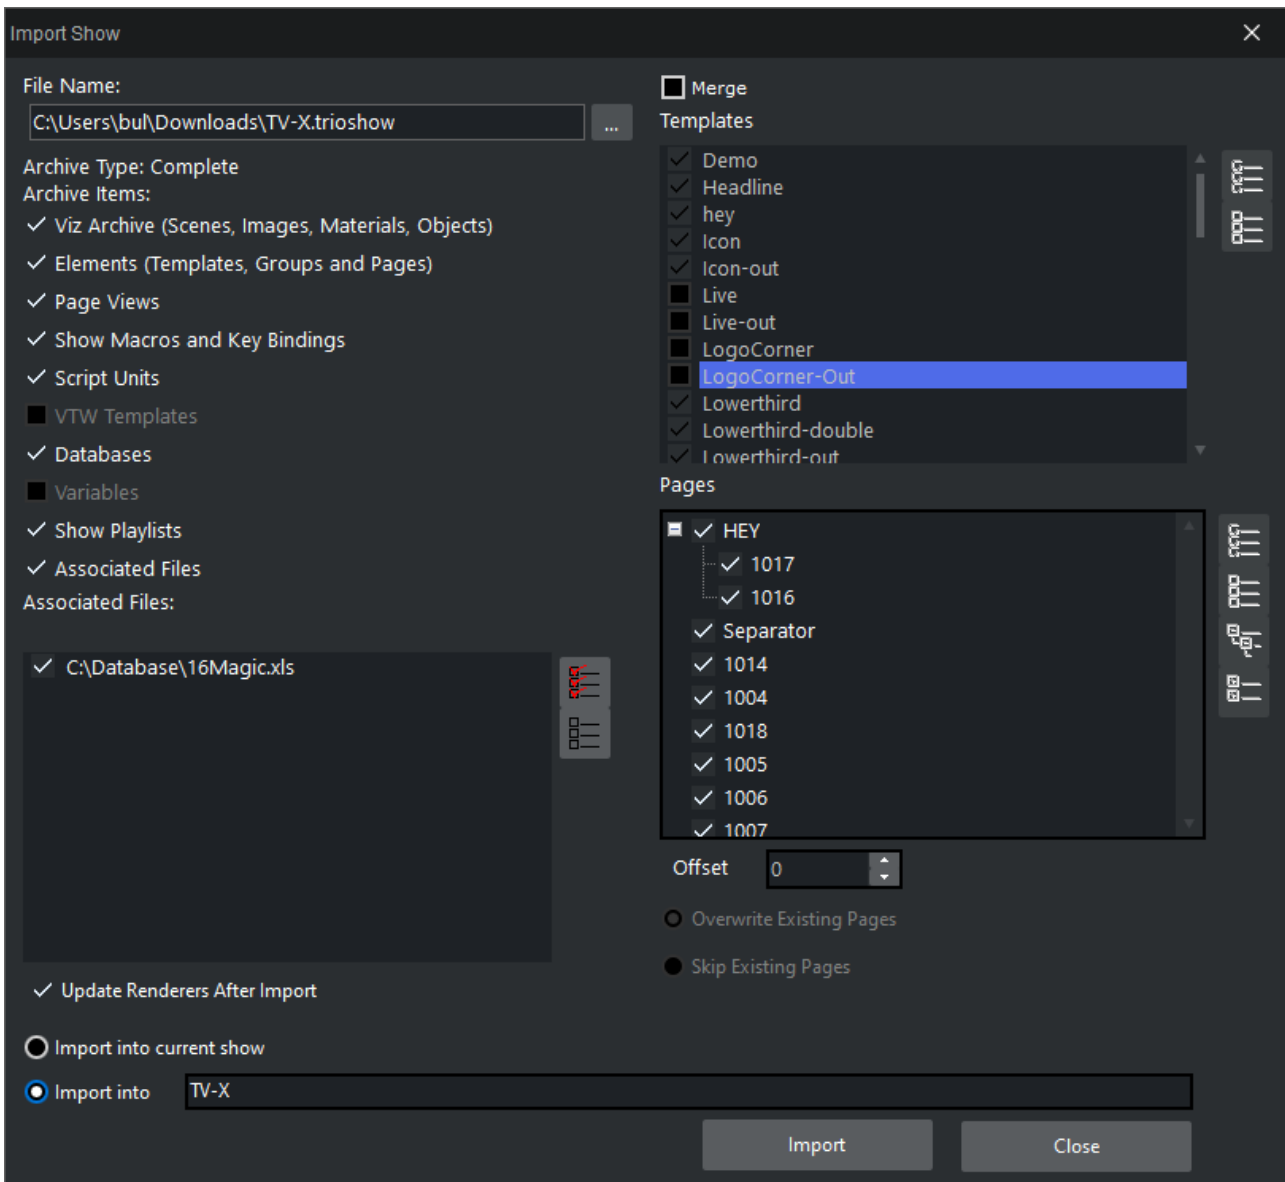 Import Show
File Name:
C:\Users\bul\Downloads\TV-X.trioshow
...
Archive Type: Complete
Archive Items:
Viz Archive (Scenes, Images, Materials, Objects)
Elements (Templates, Groups and Pages)
Page Views
Show Macros and Key Bindings
Script Units
VTW Templates
Databases
Variables
Show Playlists
Associated Files
Associated Files:
C:\Database\16Magic.xls
Update Renderers After Import
Import into current show
Import into
TV-X
Merge
Templates
Demo
Headline
hey
Icon
Icon-out
Live
Live-out
LogoCorner
LogoCorner-Out
Lowerthird
Lowerthird-double
Lowerthird-out
Pages
HEY
1017
1016
Separator
1014
1004
1018
1005
1006
1007
Offset
0
Overwrite Existing Pages
Skip Existing Pages
Import
Close